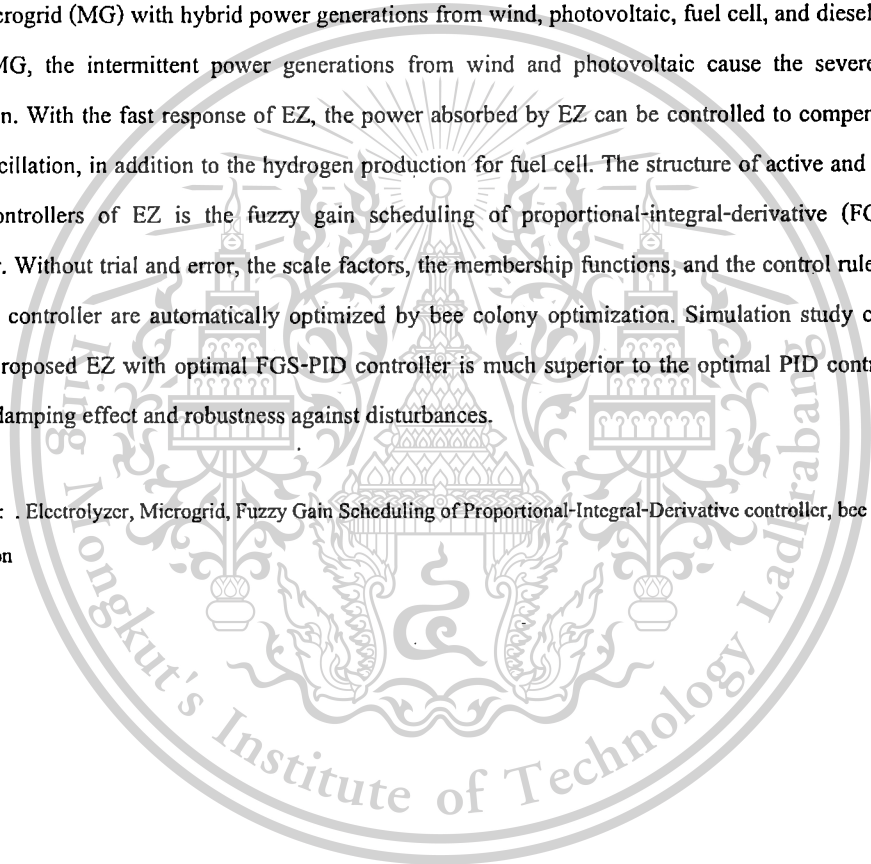 crogrid (MG) with hybrid power generations from wind, photovoltaic, fuel cell, and diesel
MG, the intermittent power generations from wind and photovoltaic cause the severe
n. With the fast response of EZ, the power absorbed by EZ can be controlled to compen
cillation, in addition to the hydrogen production for fuel cell. The structure of active and
ontrollers of EZ is the fuzzy gain scheduling of proportional-integral-derivative (FG
r. Without trial and error, the scale factors, the membership functions, and the control rule
controller are automatically optimized by bee colony optimization. Simulation study c
roposed EZ with optimal FGS-PID controller is much superior to the optimal PID contr
damping effect and robustness against disturbances.
: . Electrolyzer, Microgrid, Fuzzy Gain Scheduling of Proportional-Integral-Derivative controller, bee
on
King Mongkut's Institute of Technology Ladkrabang